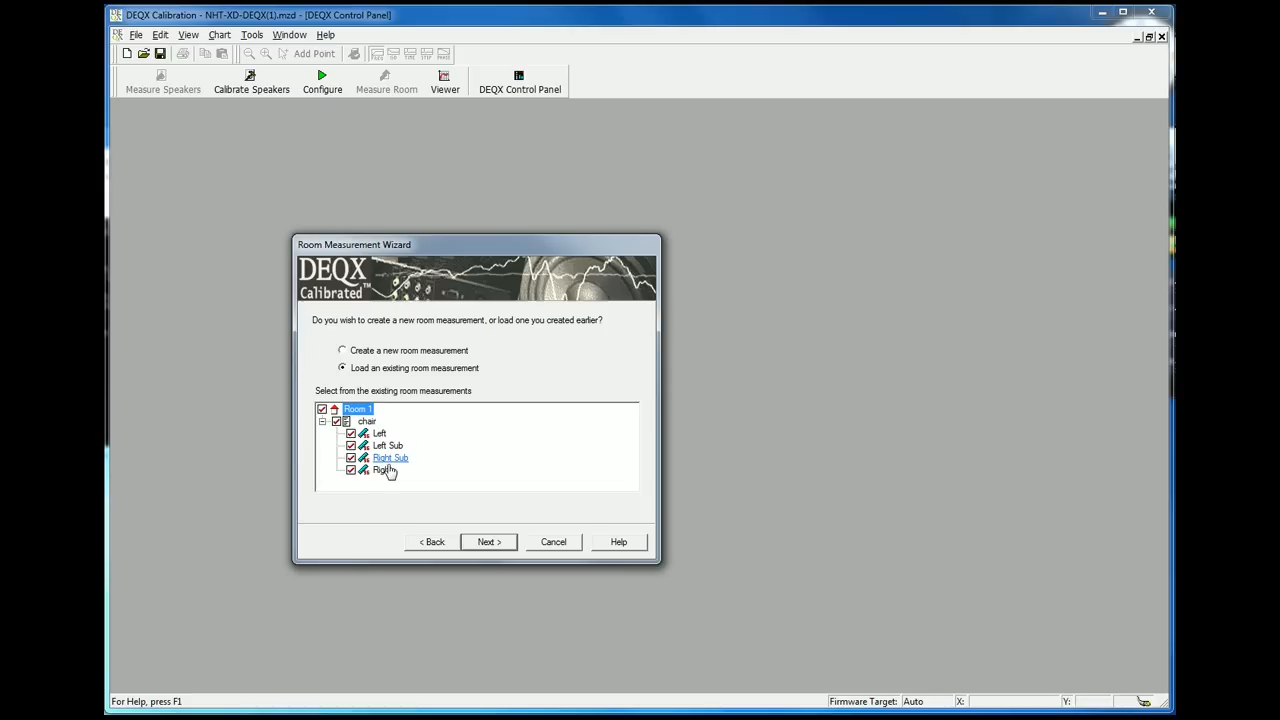 DEQX Calibration - NHT-XD-DEQX(1).mzd - [DEQX Control Panel]
File Edit View Chart Tools Window Help
Add Point
Measure Speakers Calibrate Speakers Configure Measure Room Viewer DEQX Control Panel
Room Measurement Wizard
DEQX
Calibrated™
Do you wish to create a new room measurement, or load one you created earlier?
Create a new room measurement
Load an existing room measurement
Select from the existing room measurements
Room 1
chair
Left
Left Sub
Right Sub
< Back Next > Cancel Help
For Help, press F1 Firmware Target: Auto X: Y: